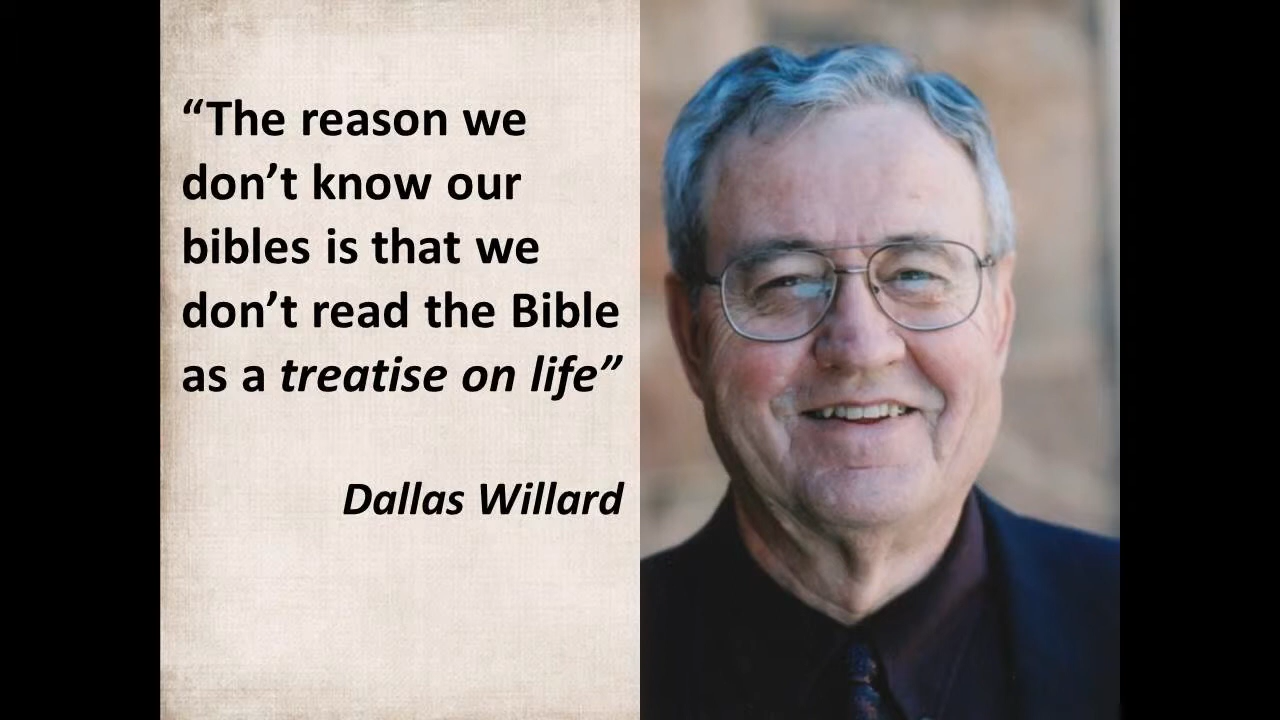 “The reason we
don’t know our
bibles is that we
don’t read the Bible
as a treatise on life”
Dallas Willard